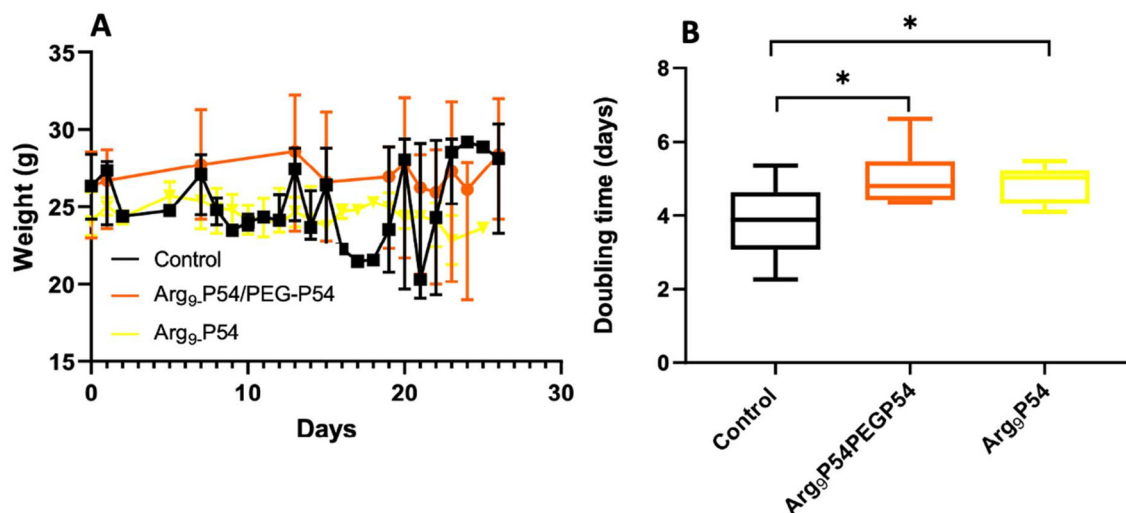 A
35
30
25
20
15
Weight (g)
Control
Arg₉-P54/PEG-P54
Arg₉-P54
0
10
20
30
Days
B
*
*
8
6
4
2
0
Doubling time (days)
Control
Arg₉P54PEGP54
Arg₉P54